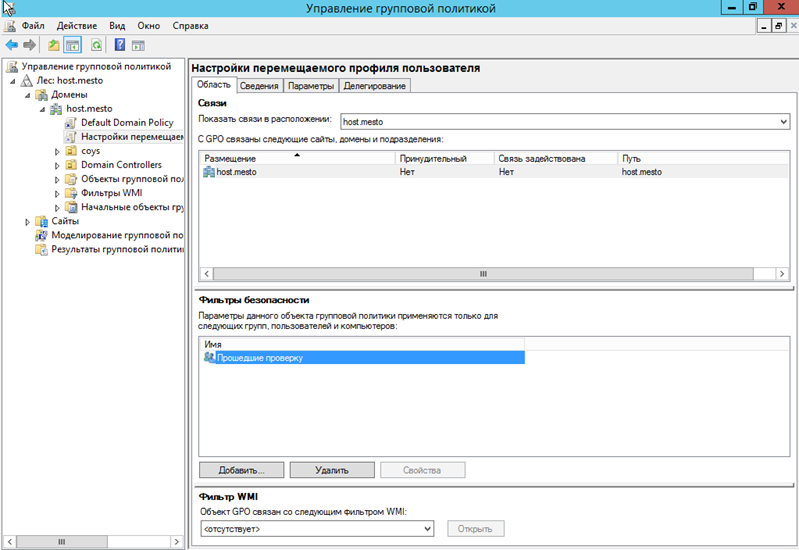 Управление групповой политикой
Файл Действие Вид Окно Справка
Управление групповой политикой
Лес: host.mesto
Домены
host.mesto
Default Domain Policy
Настройки перемещаем
coys
Domain Controllers
Объекты групповой пол
Фильтры WMI
Начальные объекты гру
Сайты
Моделирование групповой по
Результаты групповой политик
Настройки перемещаемого профиля пользователя
Область Сведения Параметры Делегирование
Связи
Показать связи в расположении: host.mesto
С GPO связаны следующие сайты, домены и подразделения:
Размещение Принудительный Связь задействована Путь
host.mesto Нет Нет host.mesto
Фильтры безопасности
Параметры данного объекта групповой политики применяются только для
следующих групп, пользователей и компьютеров:
Имя
Прошедшие проверку
Добавить... Удалить Свойства
Фильтр WMI
Объект GPO связан со следующим фильтром WMI:
<отсутствует> Открыть